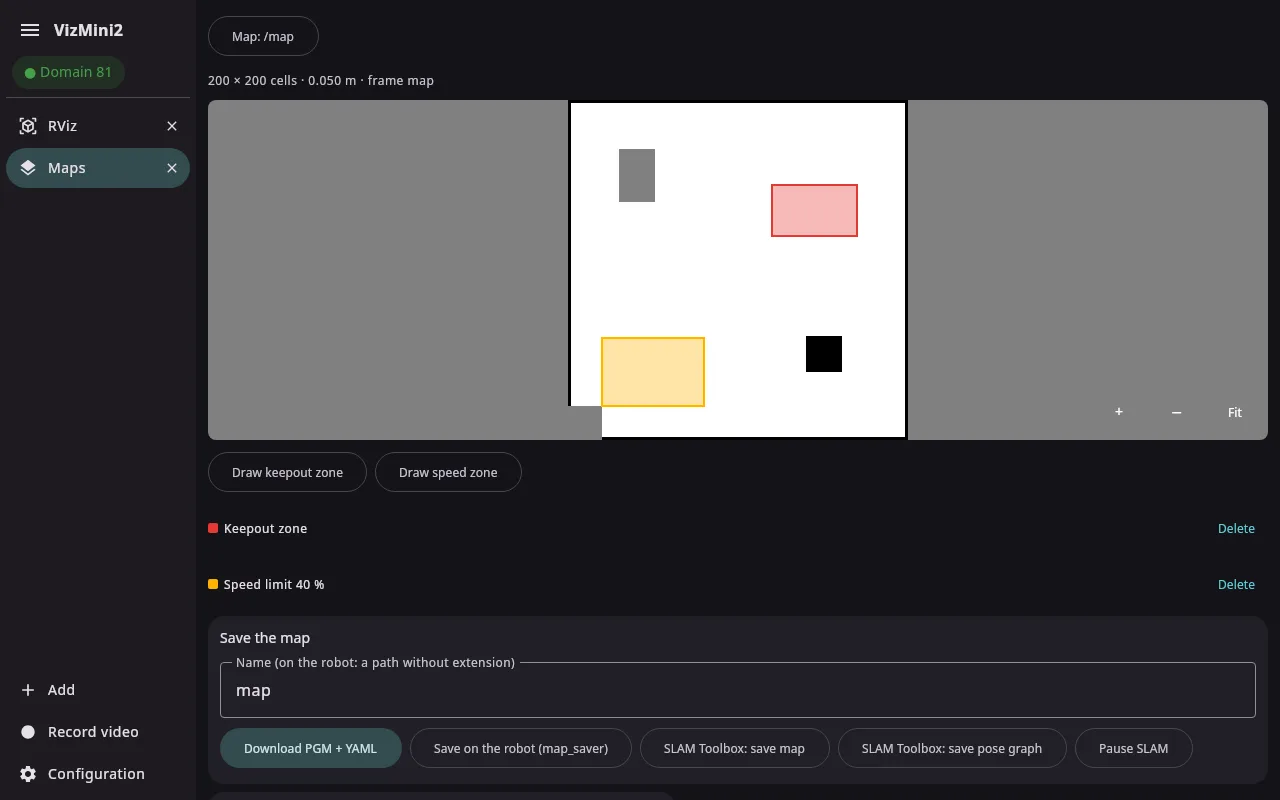 VizMini2
Domain 81
RViz
Maps
Add
Record video
Configuration
Map: /map
200 × 200 cells · 0.050 m · frame map
+ − Fit
Draw keepout zone Draw speed zone
Keepout zone Delete
Speed limit 40 % Delete
Save the map
Name (on the robot: a path without extension)
map
Download PGM + YAML Save on the robot (map_saver) SLAM Toolbox: save map SLAM Toolbox: save pose graph Pause SLAM